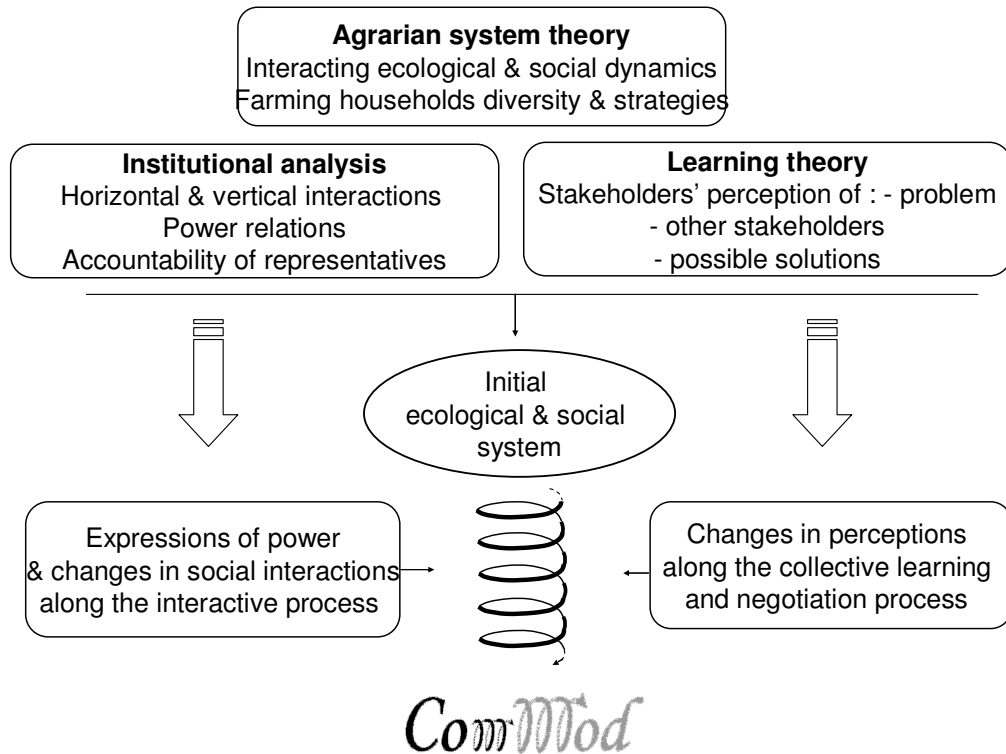 Agrarian system theory
Interacting ecological & social dynamics
Farming households diversity & strategies
Institutional analysis
Horizontal & vertical interactions
Power relations
Accountability of representatives
Learning theory
Stakeholders’ perception of : - problem
- other stakeholders
- possible solutions
Initial
ecological & social
system
Expressions of power
& changes in social interactions
along the interactive process
Changes in perceptions
along the collective learning
and negotiation process
ComMod